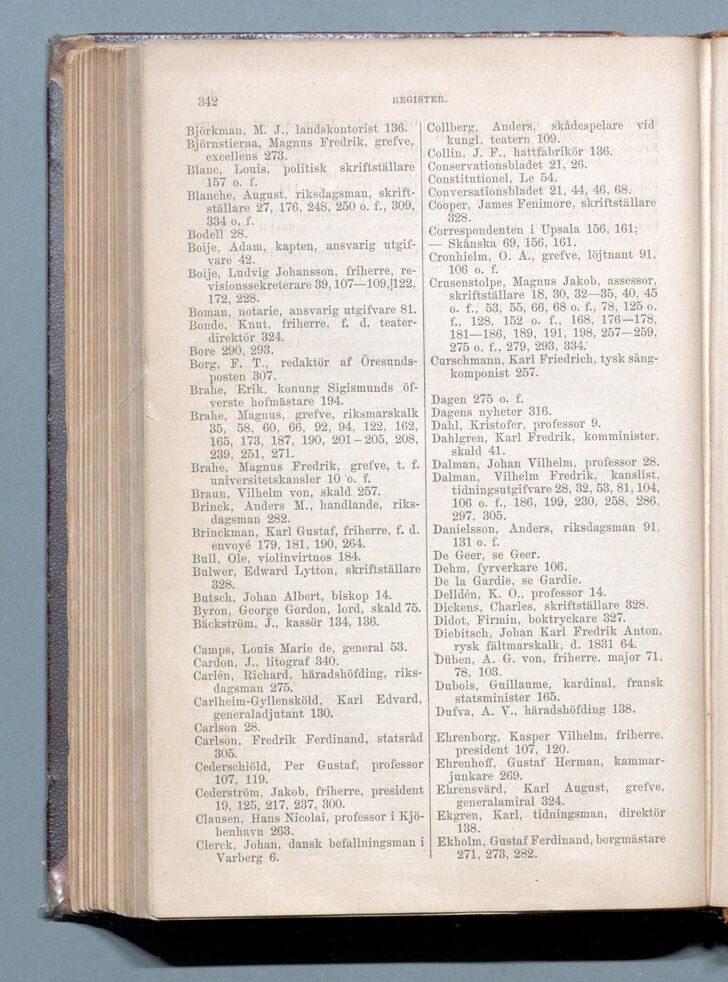 342
REGISTER.
Björkman, M. J., landskontorist 136.
Björnstierna, Magnus Fredrik, grefve,
excellens 273.
Blanc, Louis, politisk skriftställare
157 o. f.
Blanche, August, riksdagsman, skrift-
ställare 27, 176, 248, 250 o. f., 309,
334 o. f.
Bodell 28.
Boije, Adam, kapten, ansvarig utgif-
vare 42.
Boije, Ludvig Johansson, friherre, re-
visionssekreterare 39, 107—109, 122,
172, 228.
Boman, notarie, ansvarig utgifvare 81.
Bonde, Knut, friherre, f. d. teater-
direktör 324.
Bore 290, 293.
Borg, F. T., redaktör af Öresunds-
posten 307.
Brahe, Erik, konung Sigismunds öf-
verste hofmästare 194.
Brahe, Magnus, grefve, riksmarskalk
35, 58, 60, 66, 92, 94, 122, 162,
165, 173, 187, 190, 201—205, 208,
239, 251, 271.
Brahe, Magnus Fredrik, grefve, t. f.
universitetskansler 10 o. f.
Braun, Vilhelm von, skald 257.
Brinck, Anders M., handlande, riks-
dagsman 282.
Brinckman, Karl Gustaf, friherre, f. d.
envoyé 179, 181, 190, 264.
Bull, Ole, violinvirtuos 184.
Bulwer, Edward Lytton, skriftställare
328.
Butsch, Johan Albert, biskop 14.
Byron, George Gordon, lord, skald 75.
Bäckström, J., kassör 134, 136.
Camps, Louis Marie de, general 53.
Cardon, J., litograf 340.
Carlén, Richard, häradshöfding, riks-
dagsman 275.
Carlheim-Gyllensköld, Karl Edvard,
generaladjutant 130.
Carlson 28.
Carlson, Fredrik Ferdinand, statsråd
305.
Cederschiöld, Per Gustaf, professor
107, 119.
Cederström, Jakob, friherre, president
19, 125, 217, 237, 300.
Clausen, Hans Nicolai, professor i Kjö-
benhavn 263.
Clerck, Johan, dansk befallningsman i
Varberg 6.
Collberg, Anders, skådespelare vid
kungl. teatern 109.
Collin, J. F., hattfabrikör 136.
Conservationsbladet 21, 26.
Constitutionel, Le 54.
Conversationsbladet 21, 44, 46, 68.
Cooper, James Fenimore, skriftställare
328.
Correspondenten i Upsala 156, 161;
— Skånska 69, 156, 161.
Cronhielm, O. A., grefve, löjtnant 91,
106 o. f.
Crusenstolpe, Magnus Jakob, assessor,
skriftställare 18, 30, 32—35, 40, 45
o. f., 53, 55, 66, 68 o. f., 78, 125 o.
f., 128, 152 o. f., 168, 176—178,
181—186, 189, 191, 198, 257—259,
275 o. f., 279, 293, 334.
Curschmann, Karl Friedrich, tysk sång-
komponist 257.
Dagen 275 o. f.
Dagens nyheter 316.
Dahl, Kristofer, professor 9.
Dahlgren, Karl Fredrik, komminister,
skald 41.
Dalman, Johan Vilhelm, professor 28.
Dalman, Vilhelm Fredrik, kanslist,
tidningsutgifvare 28, 32, 53, 81, 104,
106 o. f., 186, 199, 230, 258, 286,
297, 305.
Danielsson, Anders, riksdagsman 91,
131 o. f.
De Geer, se Geer.
Dehm, fyrverkare 106.
De la Gardie, se Gardie.
Delldén, K. O., professor 14.
Dickens, Charles, skriftställare 328.
Didot, Firmin, boktryckare 327.
Diebitsch, Johan Karl Fredrik Anton,
rysk fältmarskalk, d. 1831 64.
Düben, A. G. von, friherre, major 71,
78, 103.
Dubois, Guillaume, kardinal, fransk
statsminister 165.
Dufva, A. V., häradshöfding 138.
Ehrenborg, Kasper Vilhelm, friherre,
president 107, 120.
Ehrenhoff, Gustaf Herman, kammar-
junkare 269.
Ehrensvärd, Karl August, grefve,
generalamiral 324.
Ekgren, Karl, tidningsman, direktör
138.
Ekholm, Gustaf Ferdinand, borgmästare
271, 273, 282.